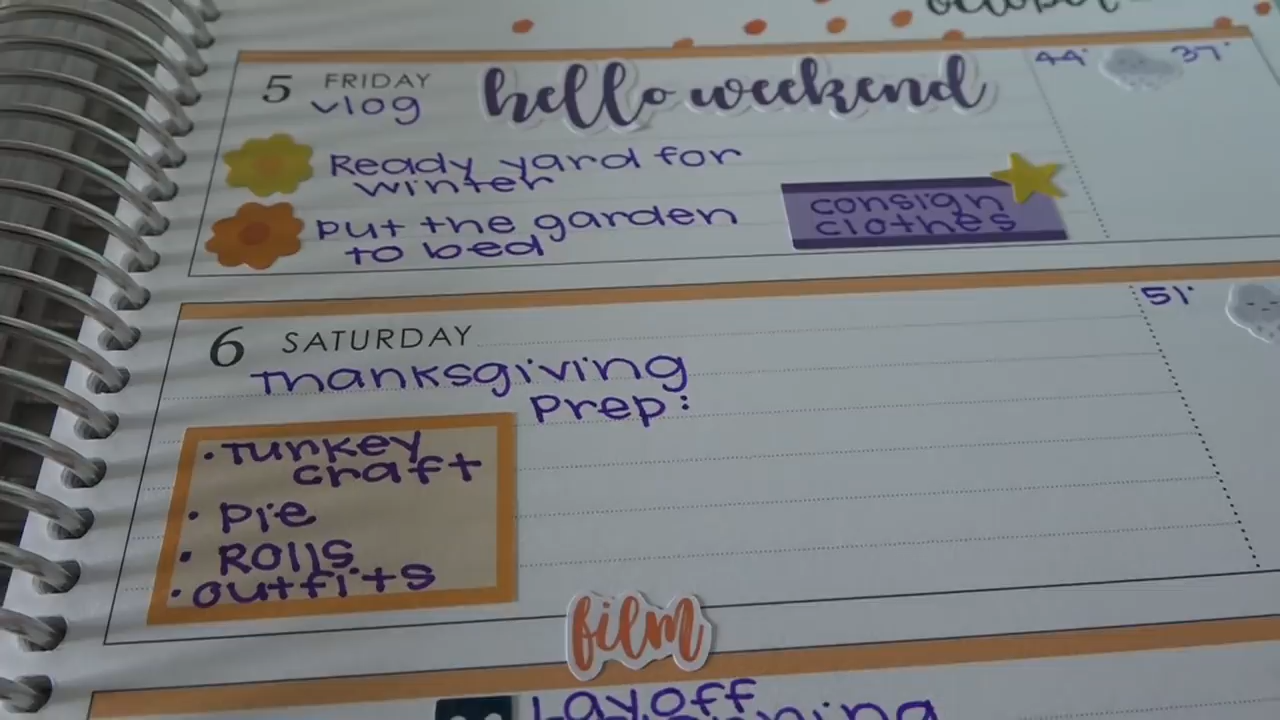 october
5 FRIDAY hello weekend 44° 37°
vlog
Ready yard for
winter
put the garden
to bed
consign
clothes
6 SATURDAY 51°
Thanksgiving
Prep:
• Turkey
craft
• Pie
• Rolls
• outfits
film
Layoff